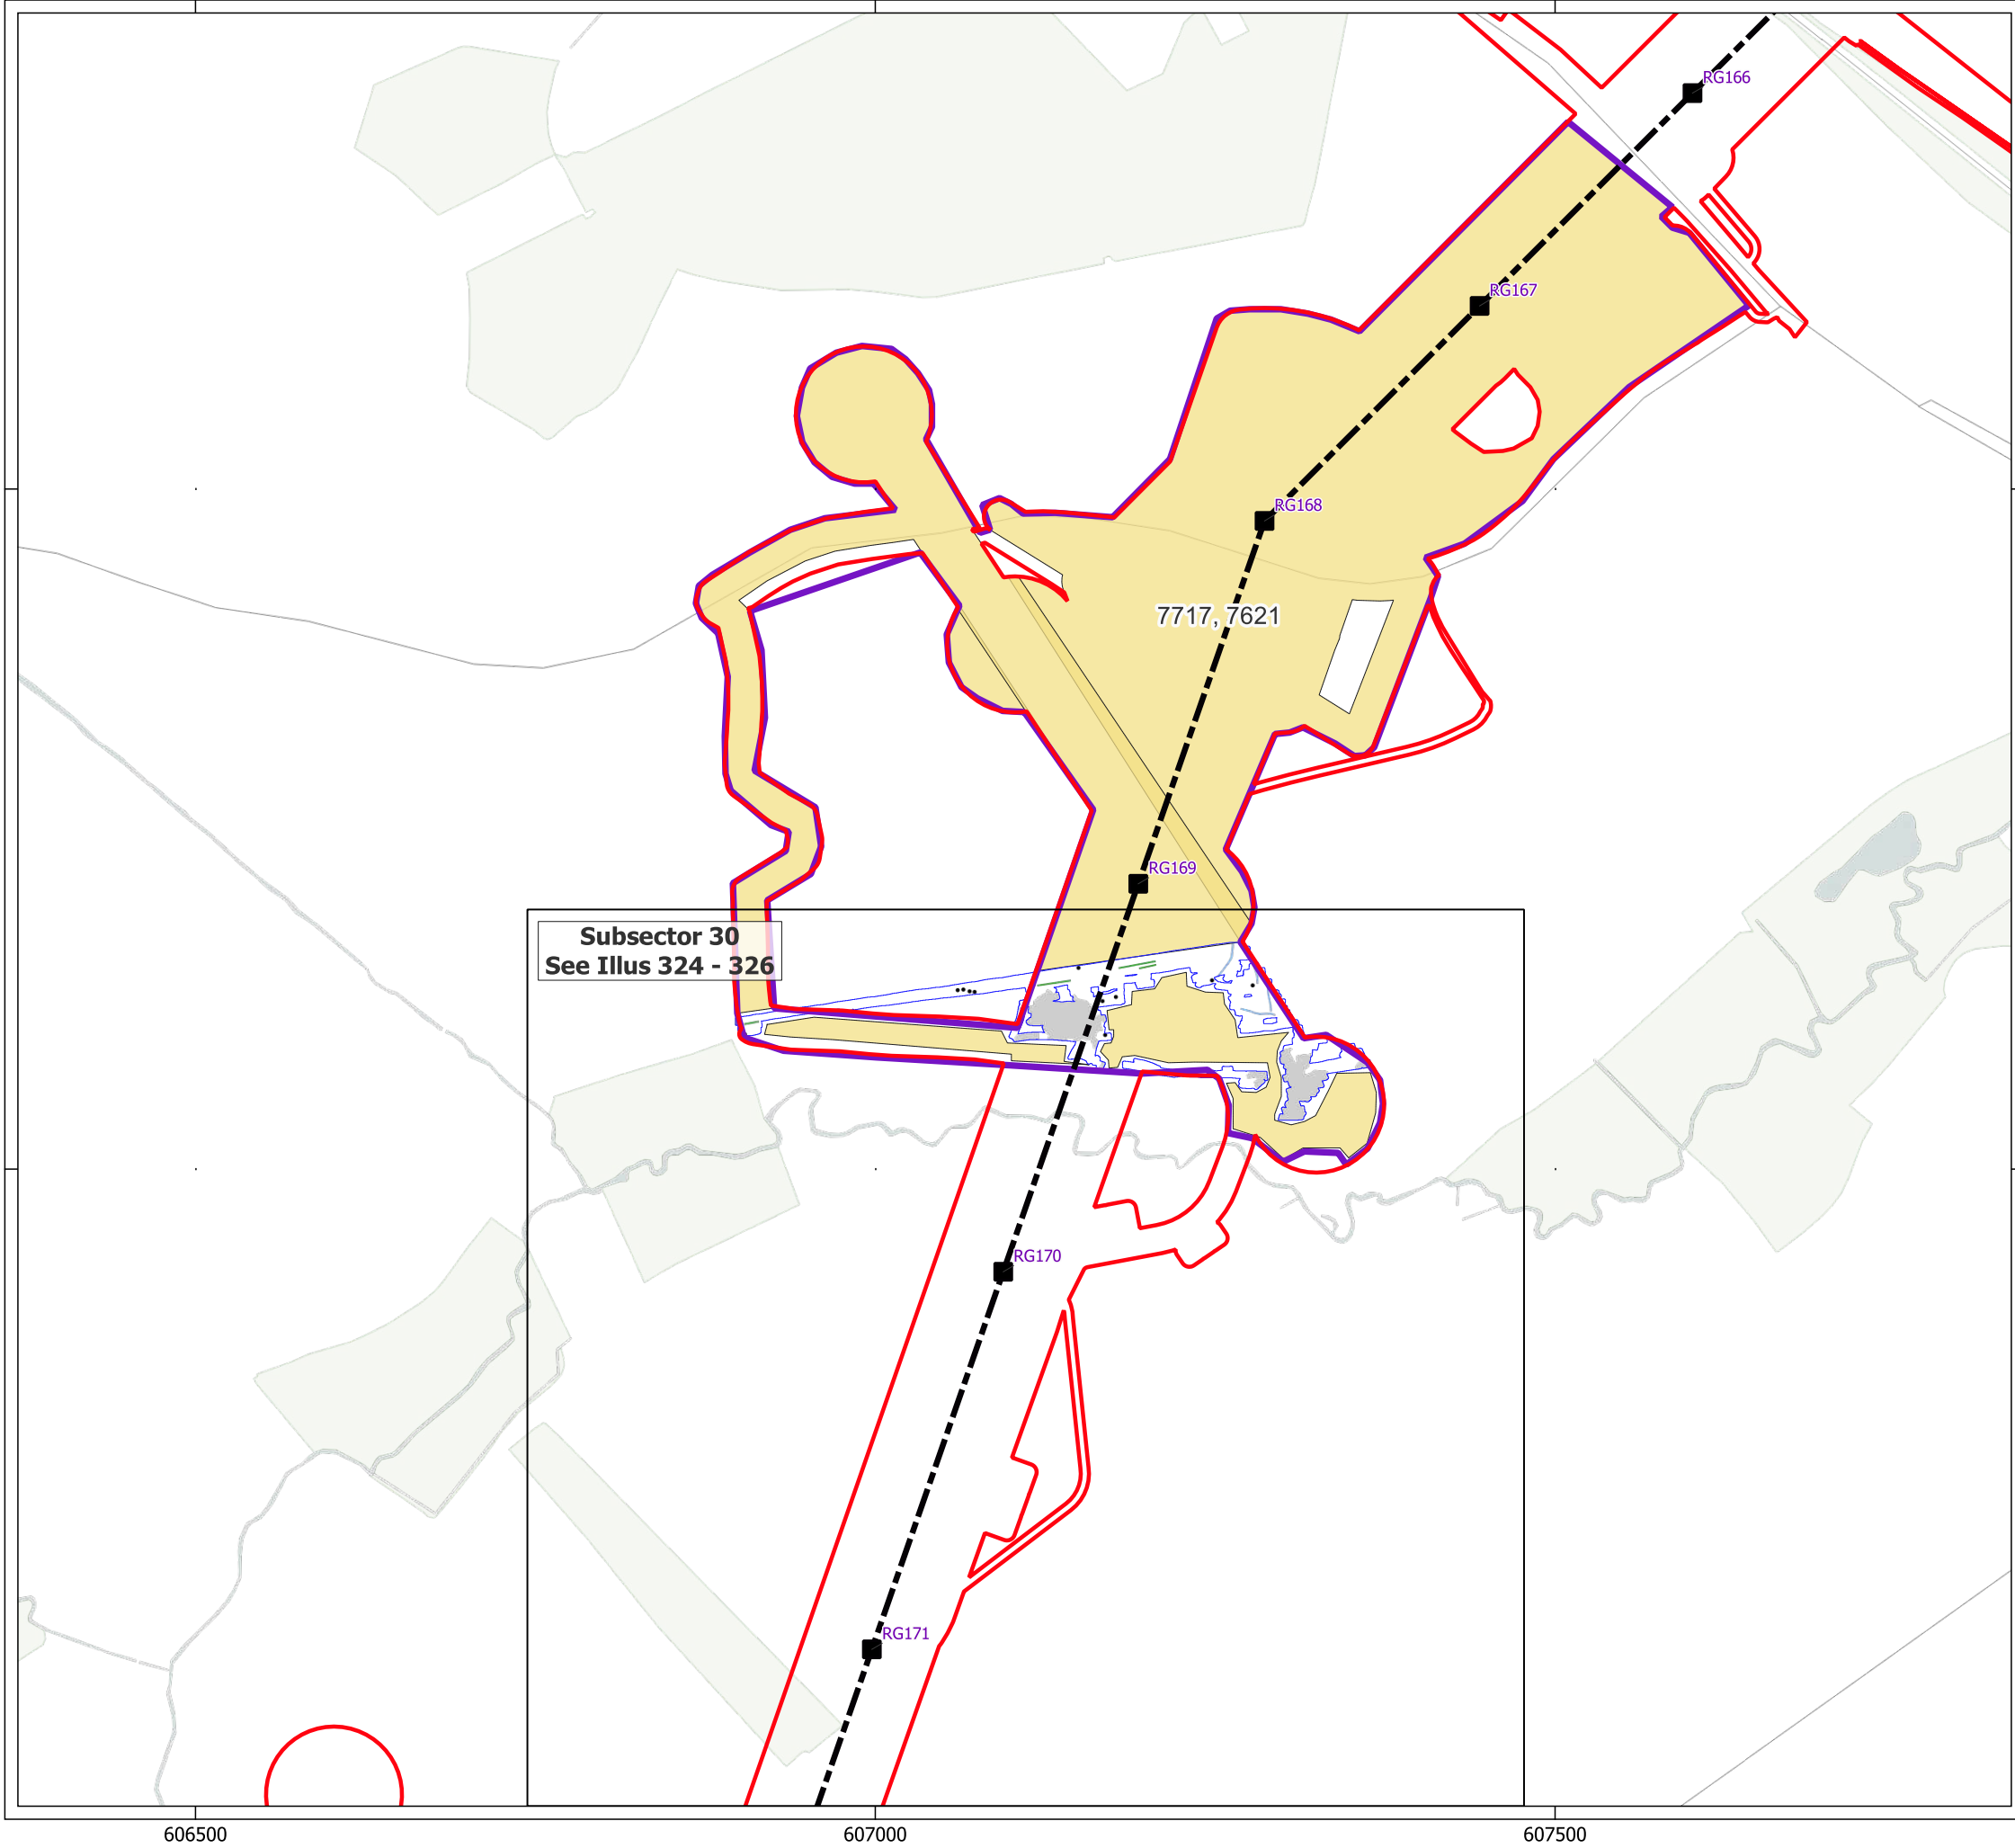 RG166
RG167
RG168
7717, 7621
RG169
Subsector 30
See Illus 324 - 326
RG170
RG171
606500
607000
607500